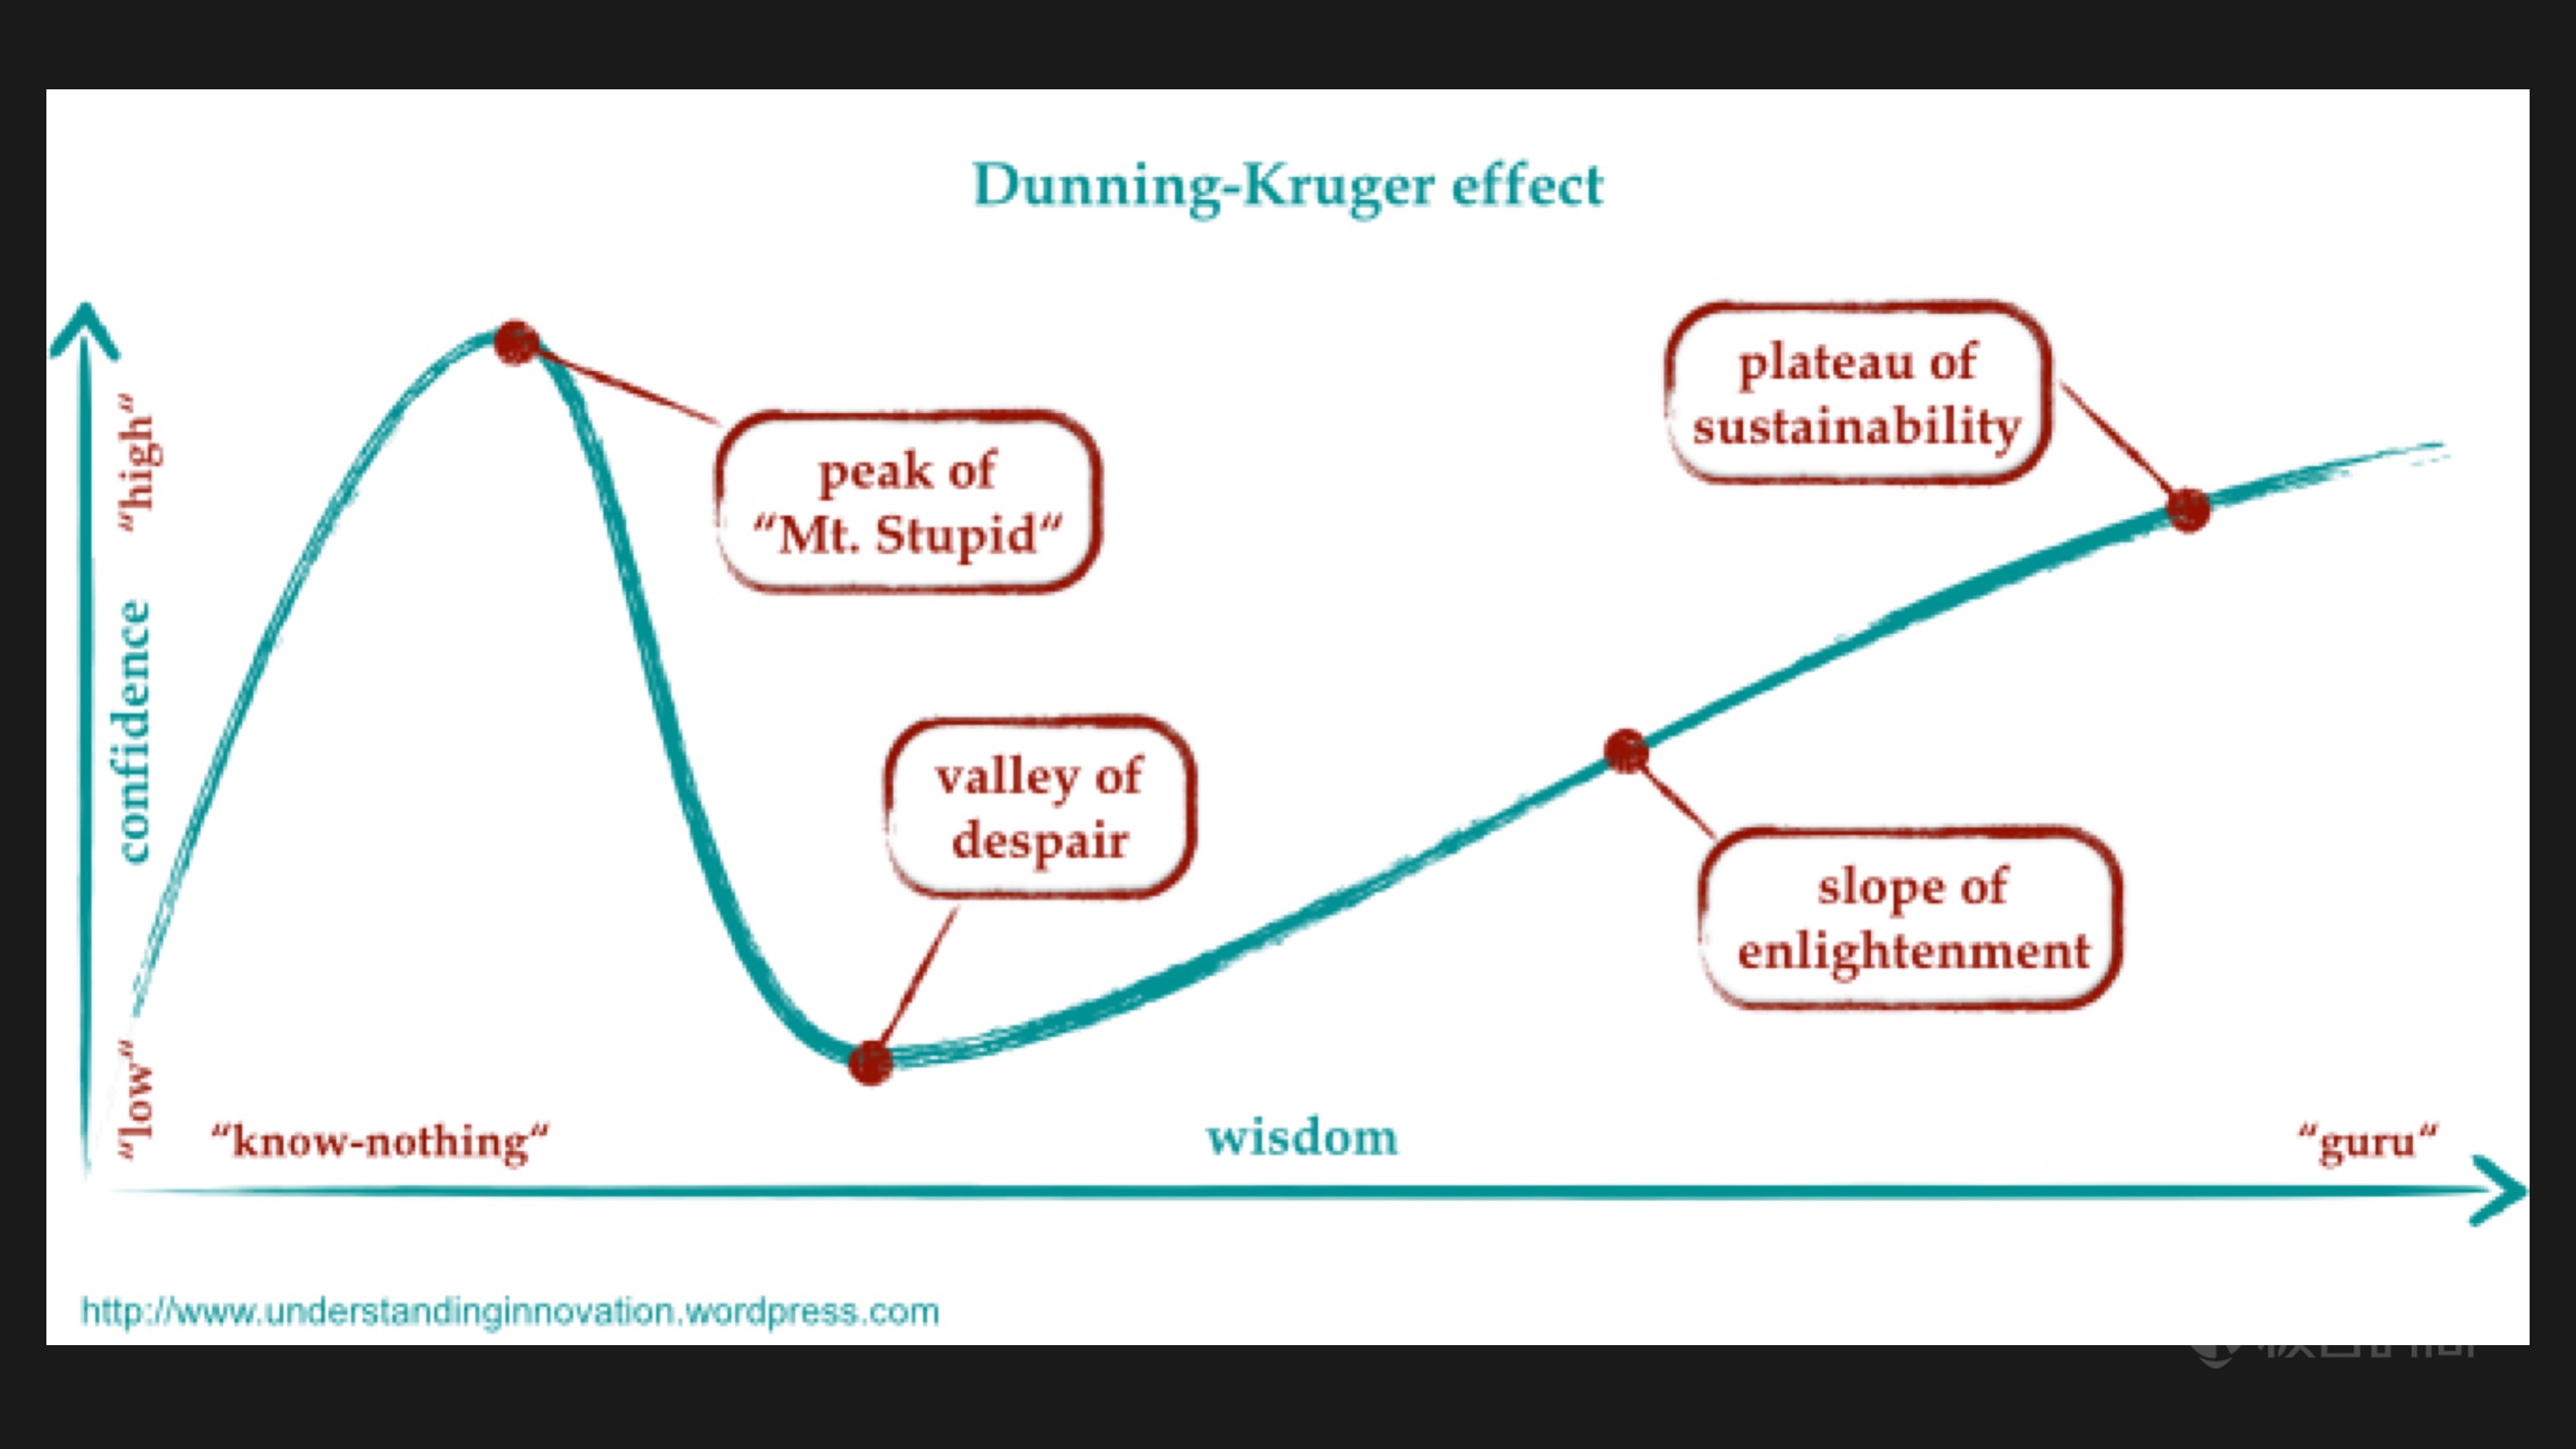 Dunning-Kruger effect
plateau of
sustainability
peak of
“Mt. Stupid“
valley of
despair
slope of
enlightenment
“high“
confidence
“low“
“know-nothing“
wisdom
“guru“
http://www.understandinginnovation.wordpress.com